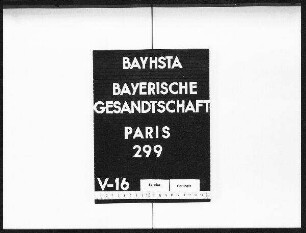 BAYHSTA
BAYERISCHE
GESANDTSCHAFT
PARIS
299
V-16